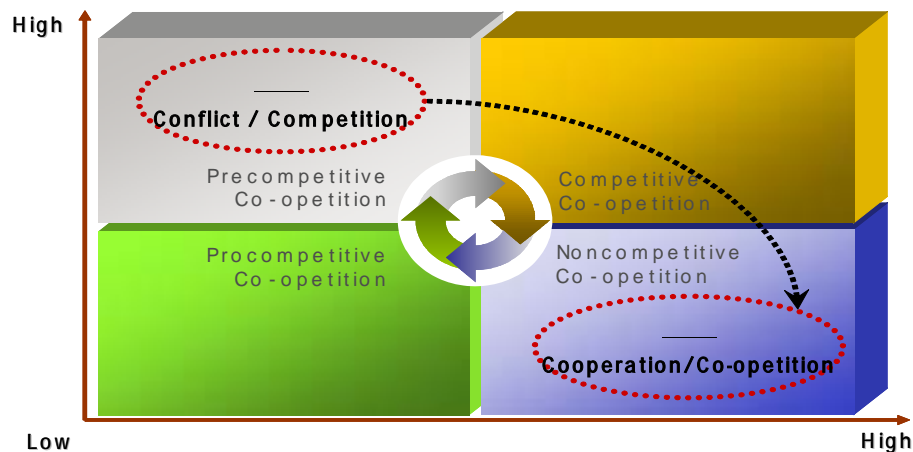 High
Conflict / Competition
Precompetitive
Co-opetition
Competitive
Co-opetition
Procompetitive
Co-opetition
Noncompetitive
Co-opetition
Cooperation/Co-opetition
Low
High